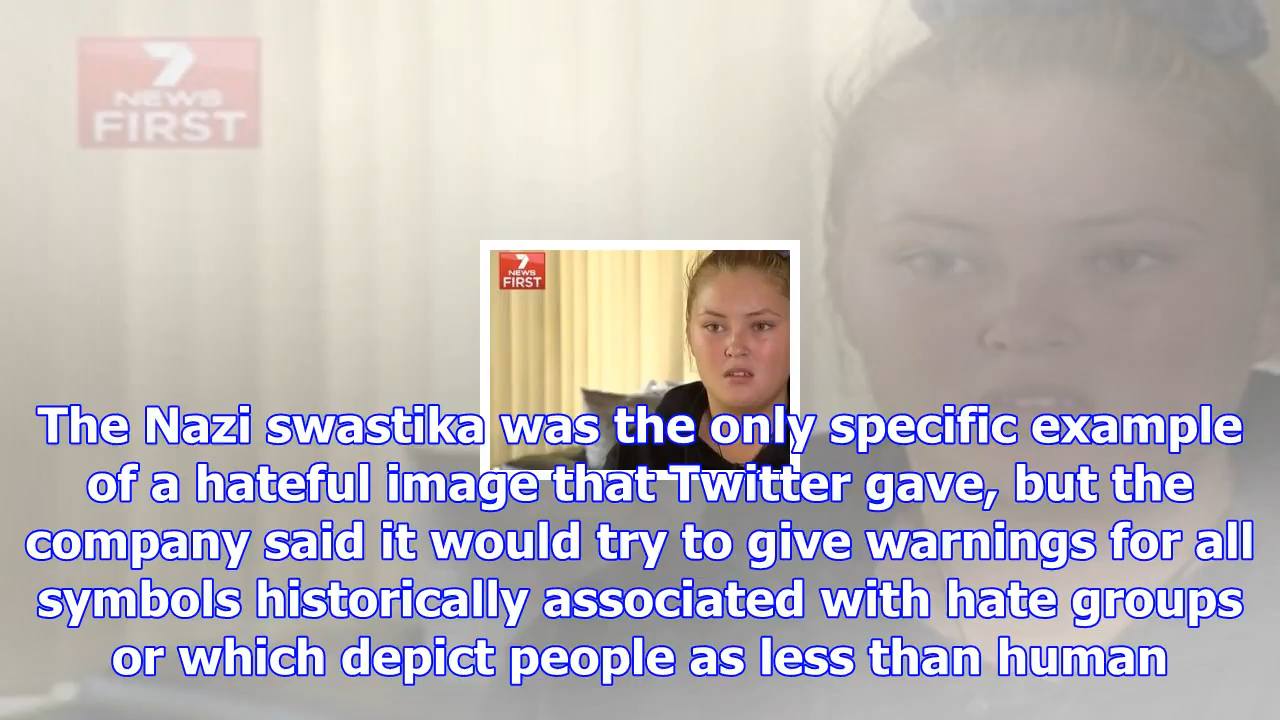 7
NEWS
FIRST
7
NEWS
FIRST
The Nazi swastika was the only specific example
of a hateful image that Twitter gave, but the
company said it would try to give warnings for all
symbols historically associated with hate groups
or which depict people as less than human